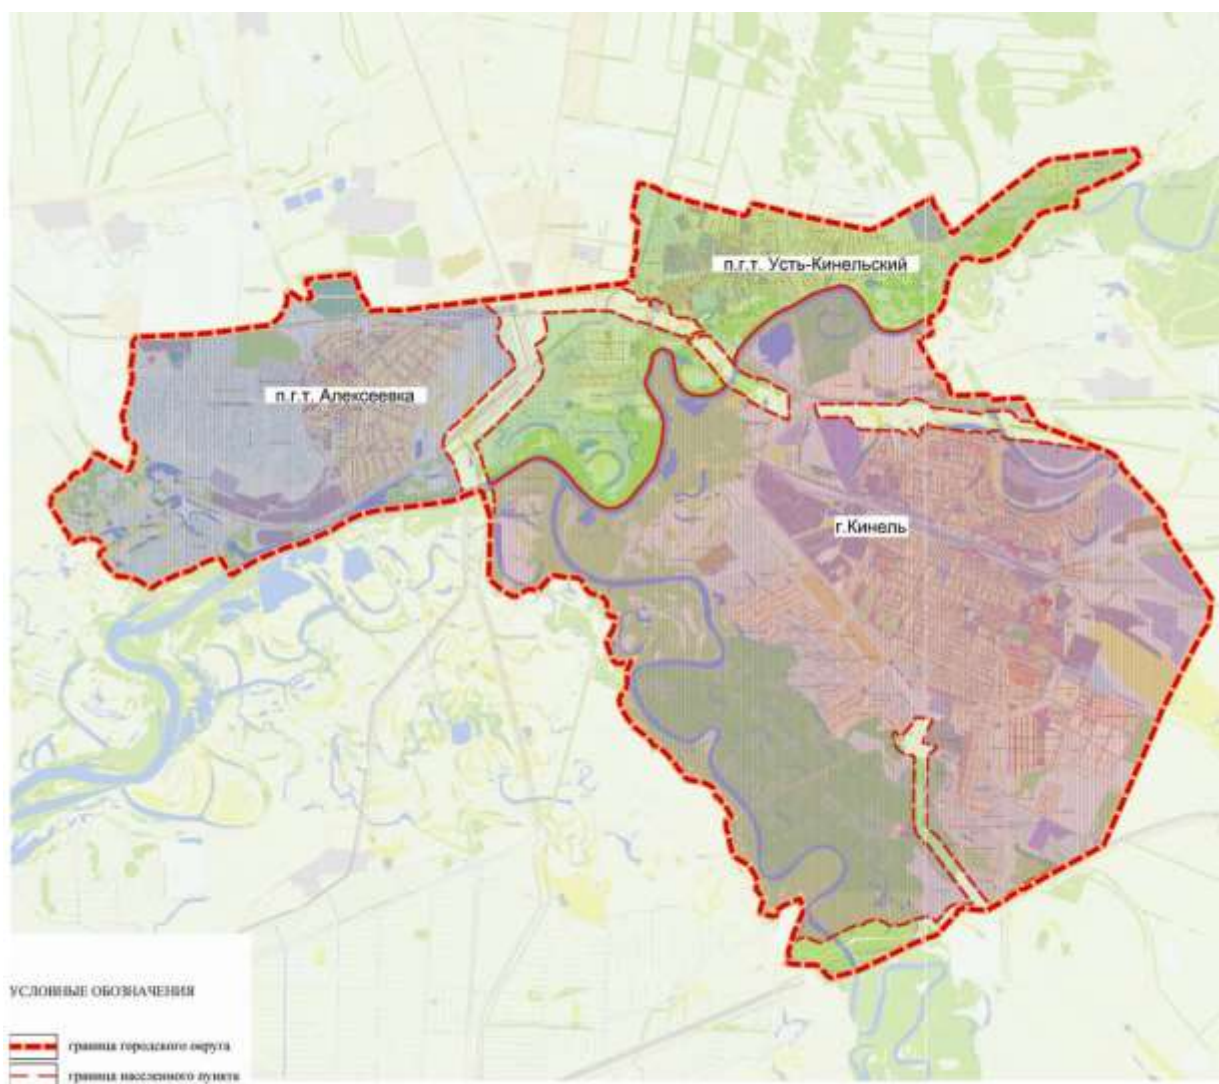 п.г.т. Усть-Кинельский
п.г.т. Алексеевка
г.Кинель
УСЛОВНЫЕ ОБОЗНАЧЕНИЯ
граница городского округа
граница населенного пункта